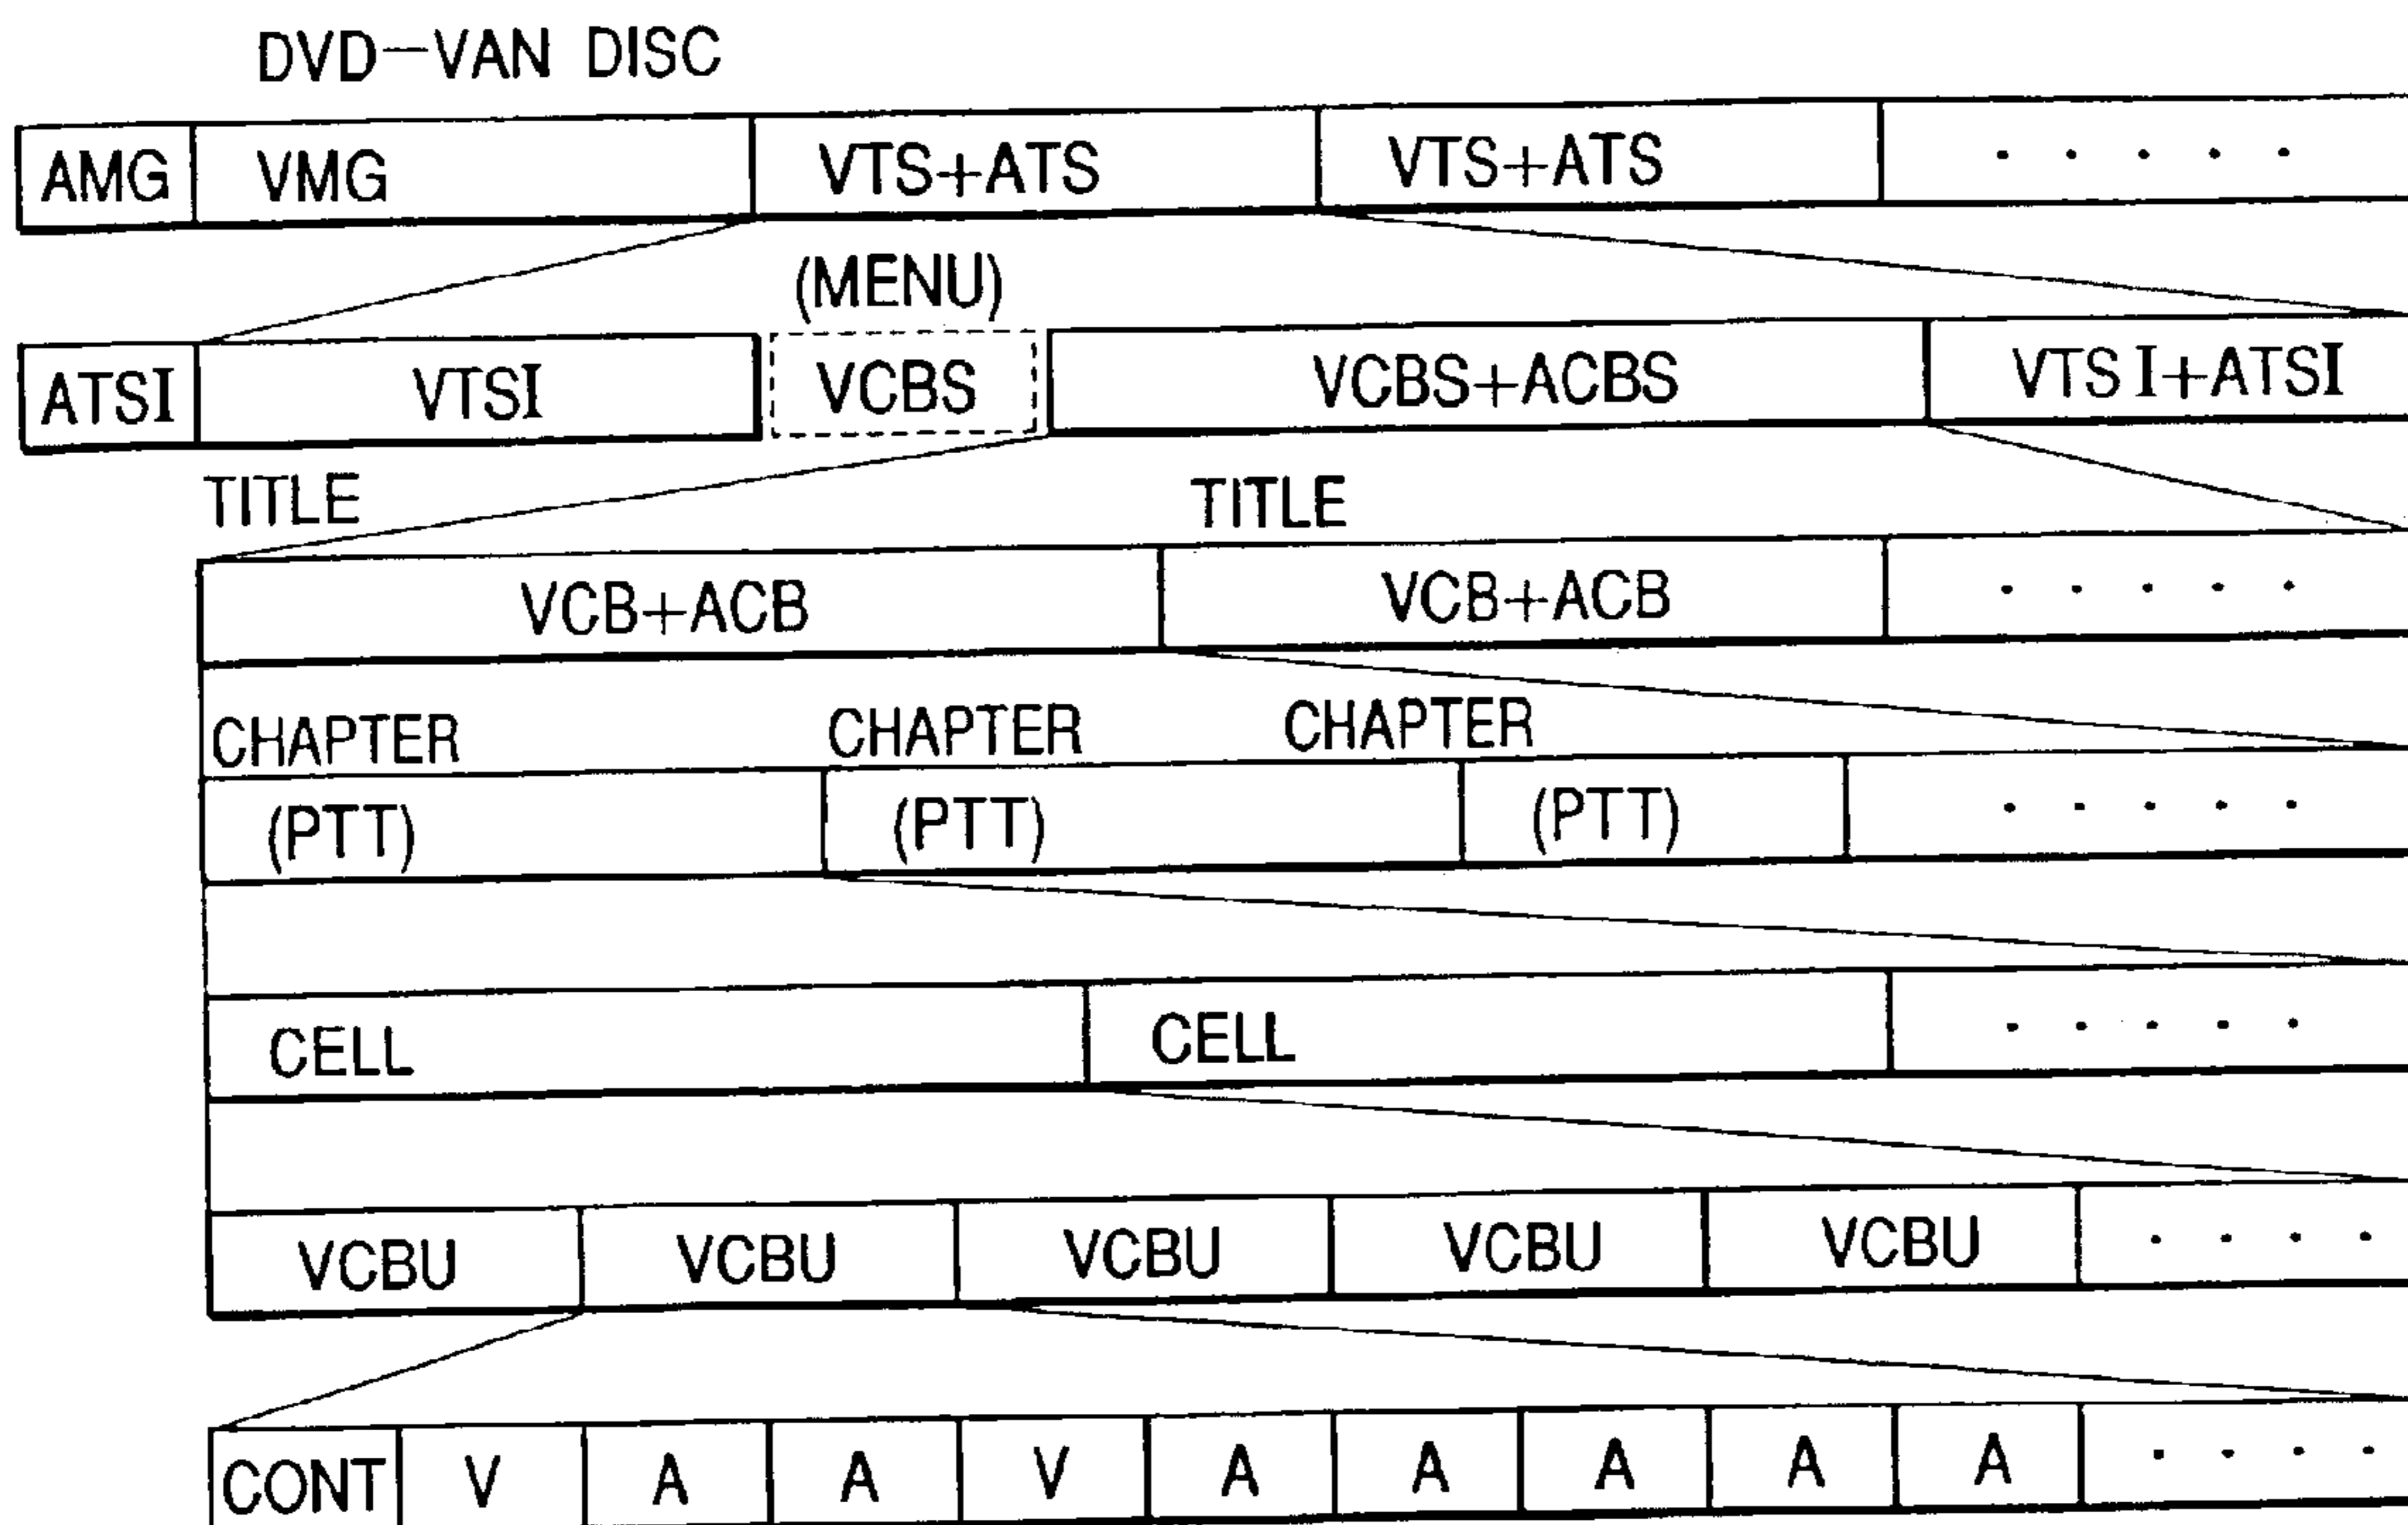 DVD-VAN DISC
AMG VMG VTS+ATS VTS+ATS · · · · ·
(MENU)
ATSI VTSI VCBS VCBS+ACBS VTSI+ATSI
TITLE TITLE
VCB+ACB VCB+ACB · · · · ·
CHAPTER CHAPTER CHAPTER
(PTT) (PTT) (PTT) · · · · ·
CELL CELL · · · · ·
VCBU VCBU VCBU VCBU VCBU · · · ·
CONT V A A V A A A A A · · · ·